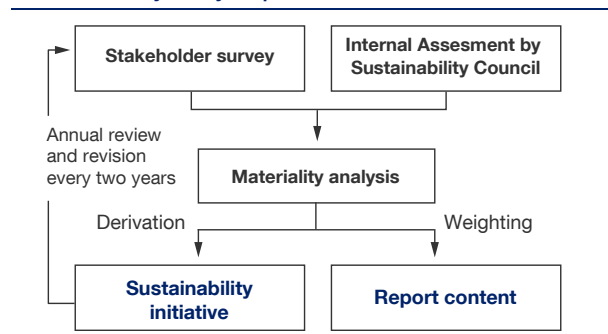 Stakeholder survey
Internal Assesment by
Sustainability Council
Annual review
and revision
every two years
Materiality analysis
Derivation
Weighting
Sustainability
initiative
Report content